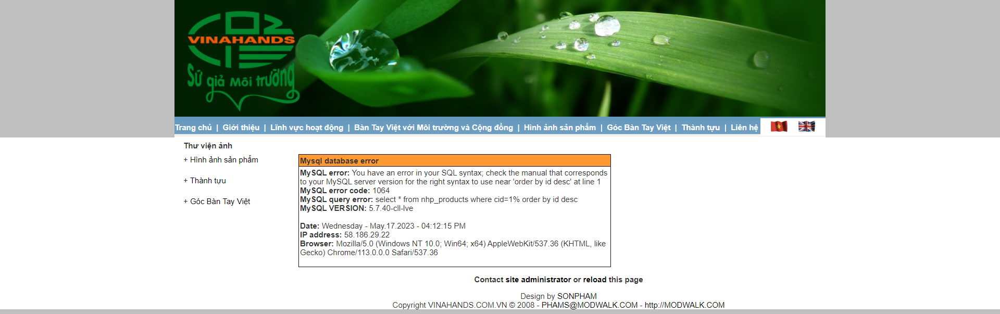 VINAHANDS
Sứ giả Môi trường
Trang chủ | Giới thiệu | Lĩnh vực hoạt động | Bàn Tay Việt với Môi trường và Cộng đồng | Hình ảnh sản phẩm | Góc Bàn Tay Việt | Thành tựu | Liên hệ
Thư viện ảnh
+ Hình ảnh sản phẩm
+ Thành tựu
+ Góc Bàn Tay Việt
Mysql database error
MySQL error: You have an error in your SQL syntax; check the manual that corresponds
to your MySQL server version for the right syntax to use near 'order by id desc' at line 1
MySQL error code: 1064
MySQL query error: select * from nhp_products where cid=1% order by id desc
MySQL VERSION: 5.7.40-cll-lve
Date: Wednesday - May.17.2023 - 04:12:15 PM
IP address: 58.186.29.22
Browser: Mozilla/5.0 (Windows NT 10.0; Win64; x64) AppleWebKit/537.36 (KHTML, like
Gecko) Chrome/113.0.0.0 Safari/537.36
Contact site administrator or reload this page
Design by SONPHAM
Copyright VINAHANDS.COM.VN © 2008 - PHAMS@MODWALK.COM - http://MODWALK.COM